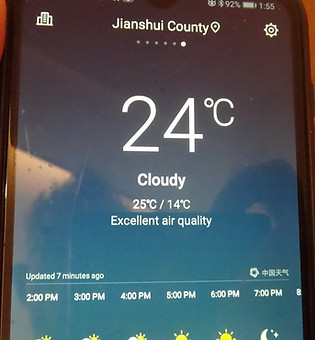 92% 1:55
Jianshui County
24°C
Cloudy
25℃ / 14℃
Excellent air quality
Updated 7 minutes ago 中国天气
2:00 PM 3:00 PM 4:00 PM 5:00 PM 6:00 PM 7:00 PM 8: